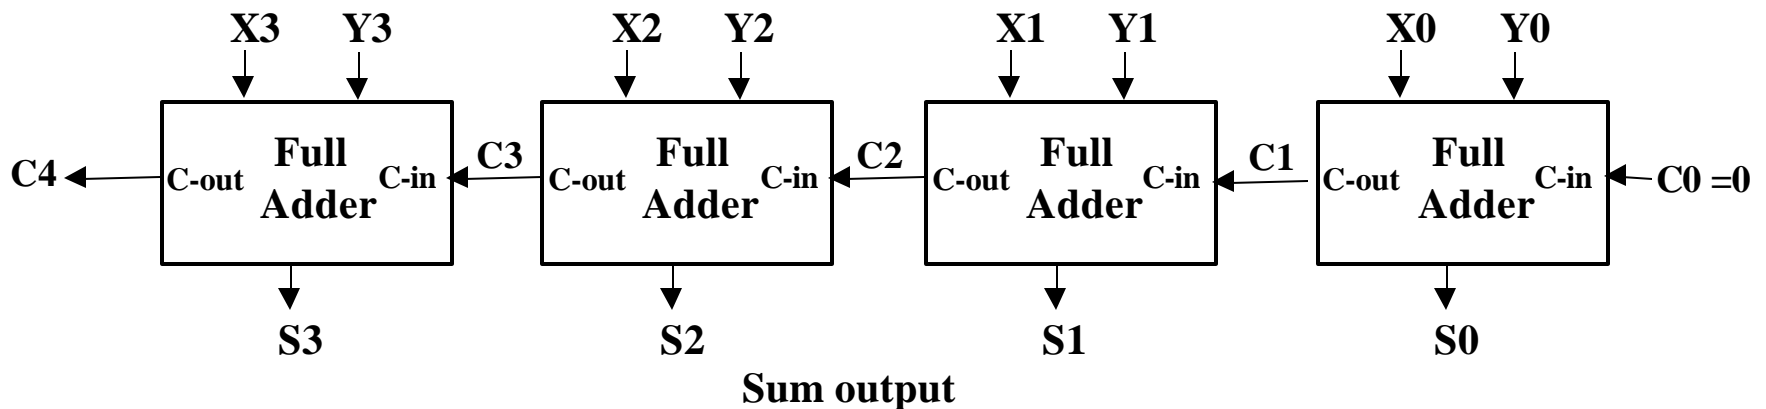 X3 Y3 X2 Y2 X1 Y1 X0 Y0
Full Full Full Full
C4 C-out C-in C3 C-out C-in C2 C-out C-in C1 C-out C-in C0 =0
Adder Adder Adder Adder
S3 S2 S1 S0
Sum output